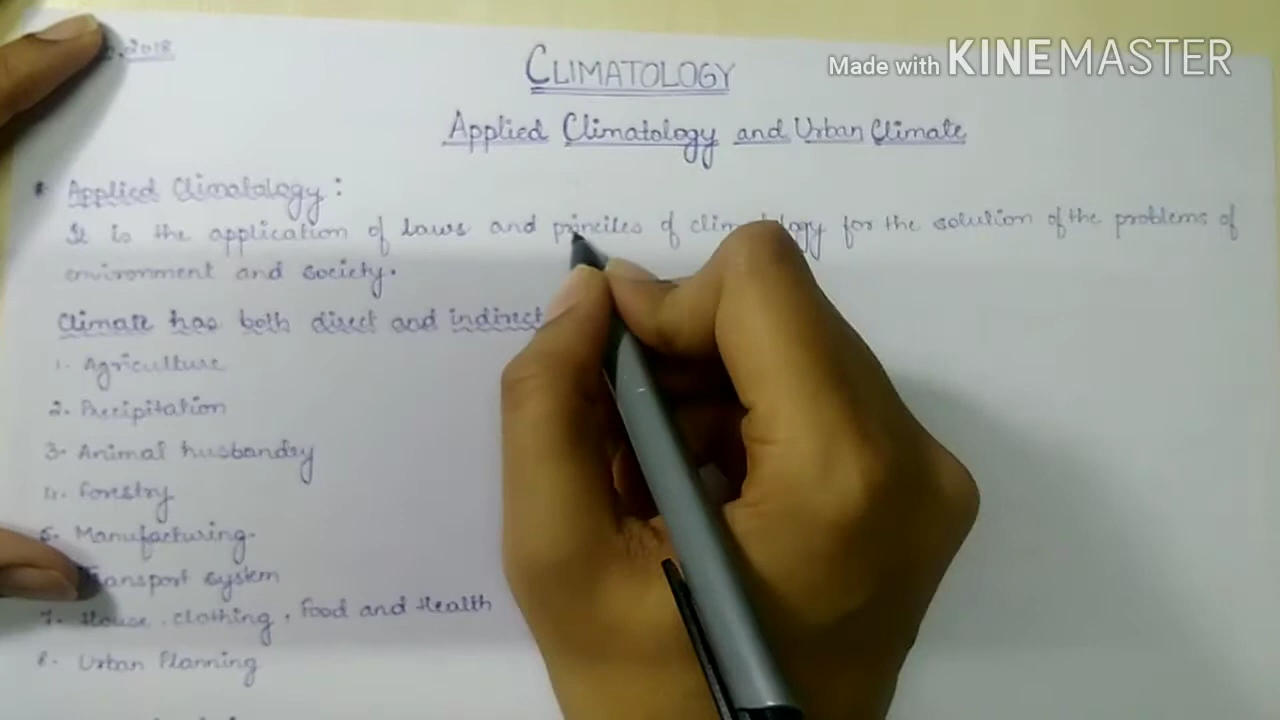 2018
CLIMATOLOGY
Made with KINEMASTER
Applied Climatology and Urban Climate
* Applied Climatology :
It is the application of laws and princiles of climatology for the solution of the problems of
environment and society.
Climate has both direct and indirect
1. Agriculture
2. Precipitation
3. Animal husbandry
4. Forestry
5. Manufacturing.
Transport system
7. House, clothing, Food and Health
8. Urban Planning